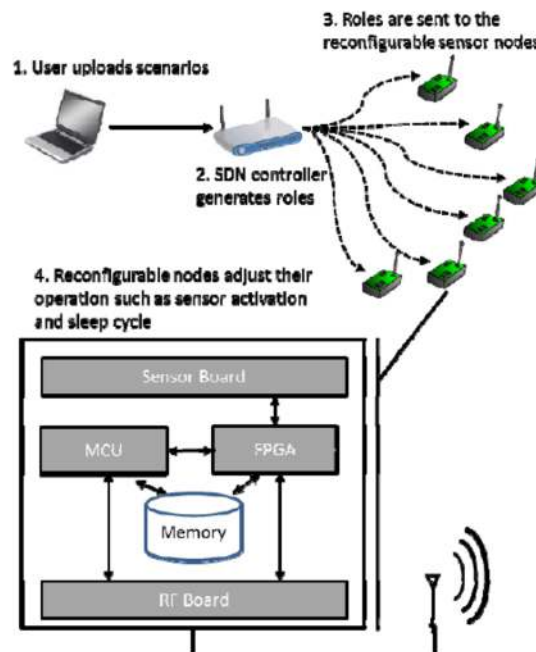 3. Roles are sent to the
reconfigurable sensor nodes
1. User uploads scenarios
2. SDN controller
generates roles
4. Reconfigurable nodes adjust their
operation such as sensor activation
and sleep cycle
Sensor Board
MCU
FPGA
Memory
RF Board